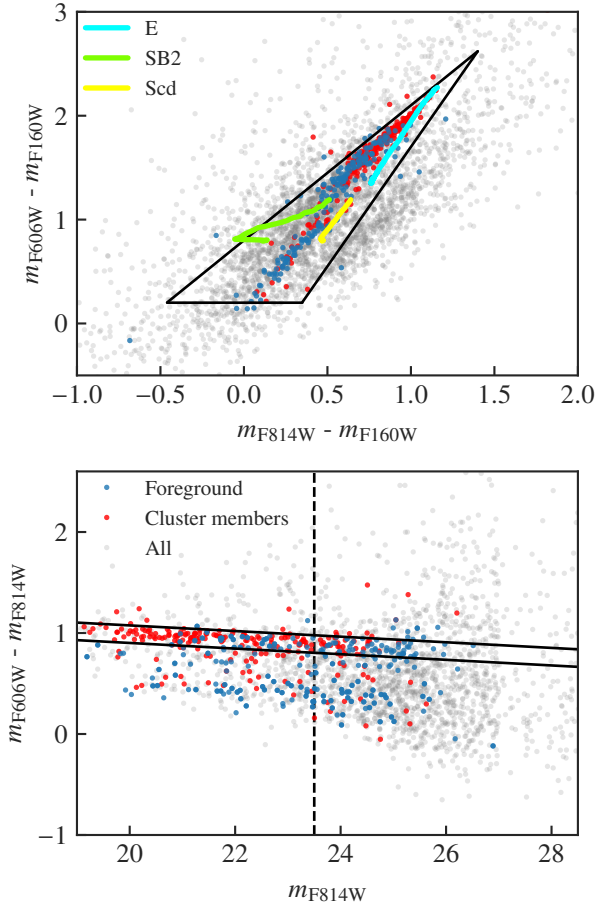 3
2
1
0
E
SB2
Scd
m_F606W - m_F160W
−1.0 −0.5 0.0 0.5 1.0 1.5 2.0
m_F814W - m_F160W
2
1
0
−1
Foreground
Cluster members
All
m_F606W - m_F814W
20 22 24 26 28
m_F814W